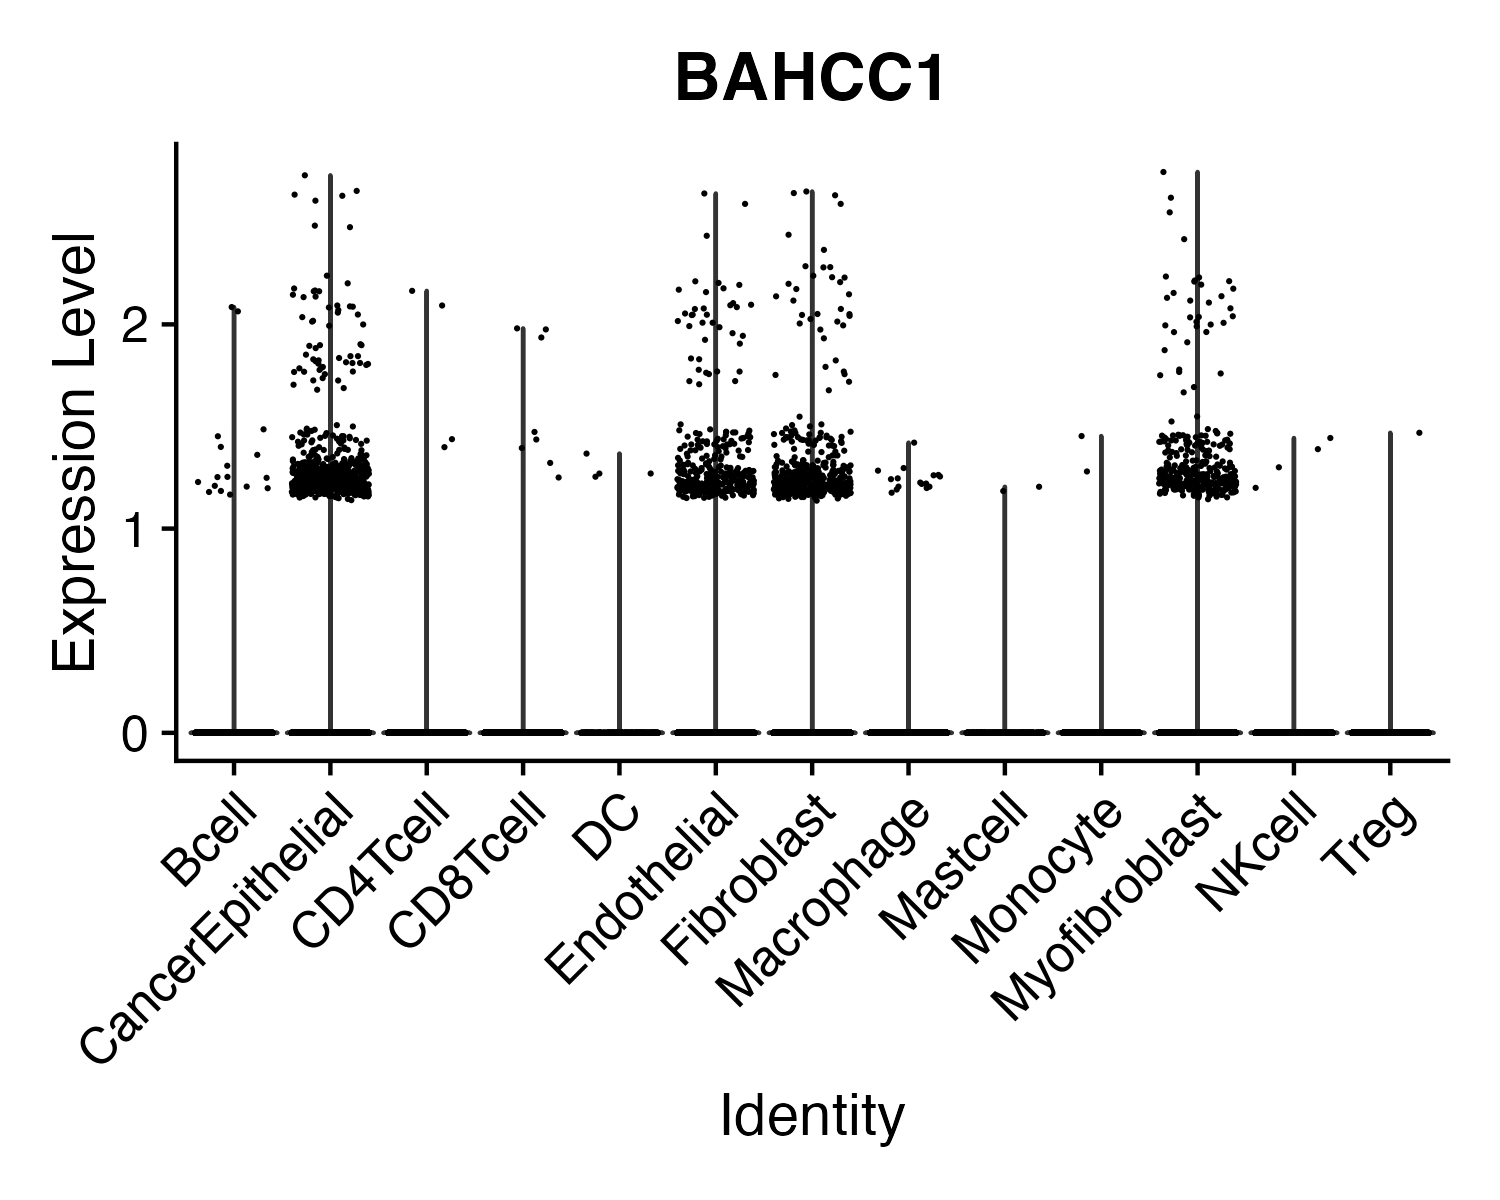 BAHCC1
Expression Level
2
1
0
Bcell
CancerEpithelial
CD4Tcell
CD8Tcell
DC
Endothelial
Fibroblast
Macrophage
Mastcell
Monocyte
Myofibroblast
NKcell
Treg
Identity